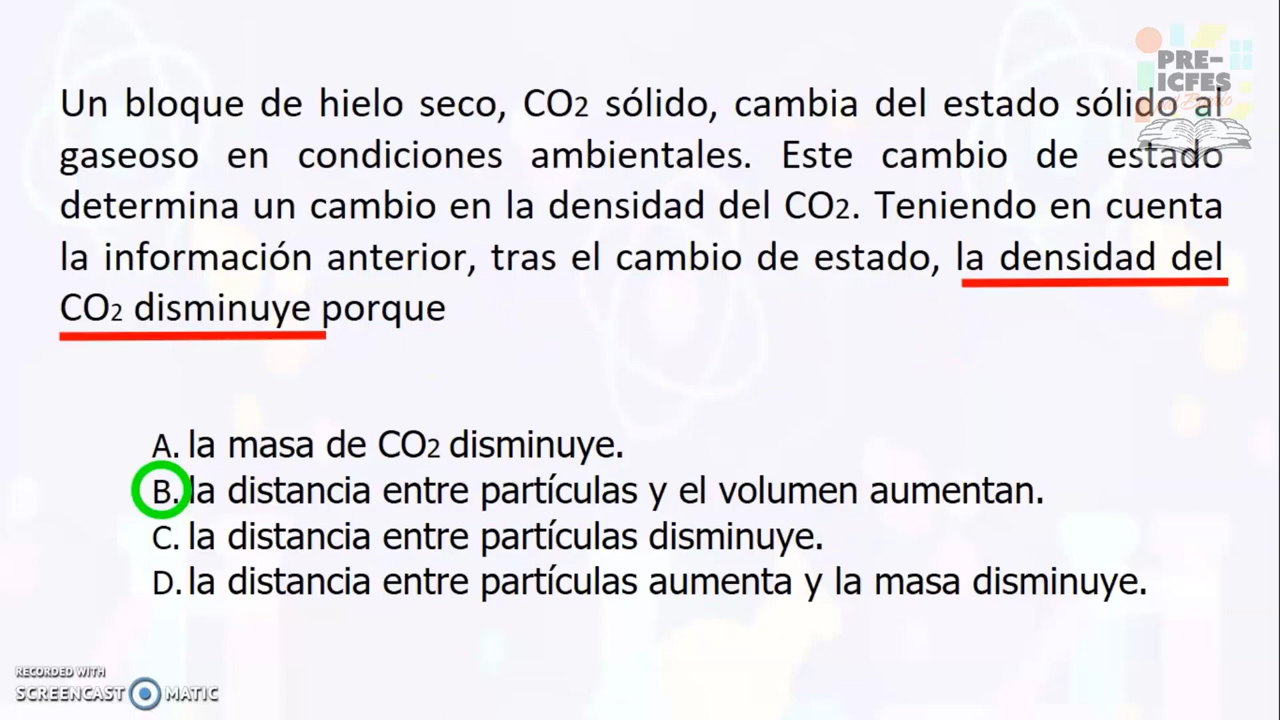 PRE-
ICFES
el Barrio
Un bloque de hielo seco, CO2 sólido, cambia del estado sólido al
gaseoso en condiciones ambientales. Este cambio de estado
determina un cambio en la densidad del CO2. Teniendo en cuenta
la información anterior, tras el cambio de estado, la densidad del
CO2 disminuye porque
A. la masa de CO2 disminuye.
B. la distancia entre partículas y el volumen aumentan.
C. la distancia entre partículas disminuye.
D. la distancia entre partículas aumenta y la masa disminuye.
RECORDED WITH
SCREENCAST MATIC